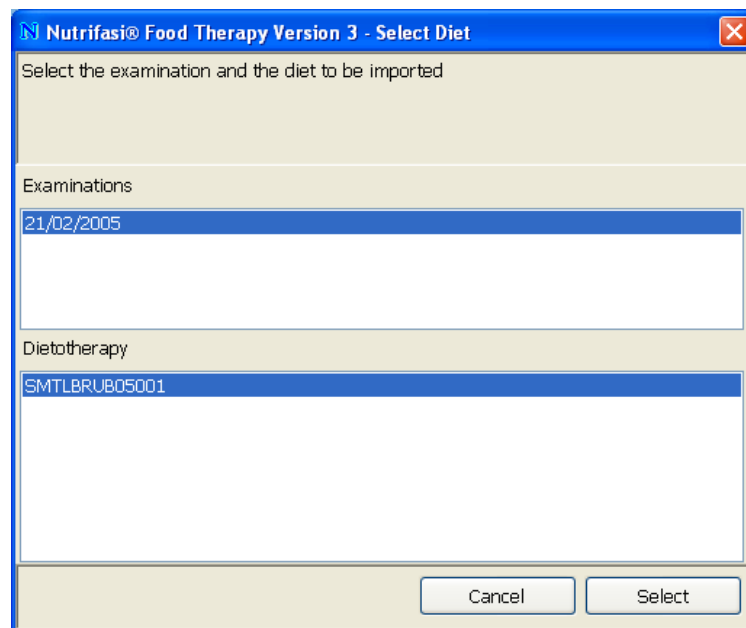 N Nutrifasi® Food Therapy Version 3 - Select Diet
Select the examination and the diet to be imported
Examinations
21/02/2005
Dietotherapy
SMTLBRUB05001
Cancel Select